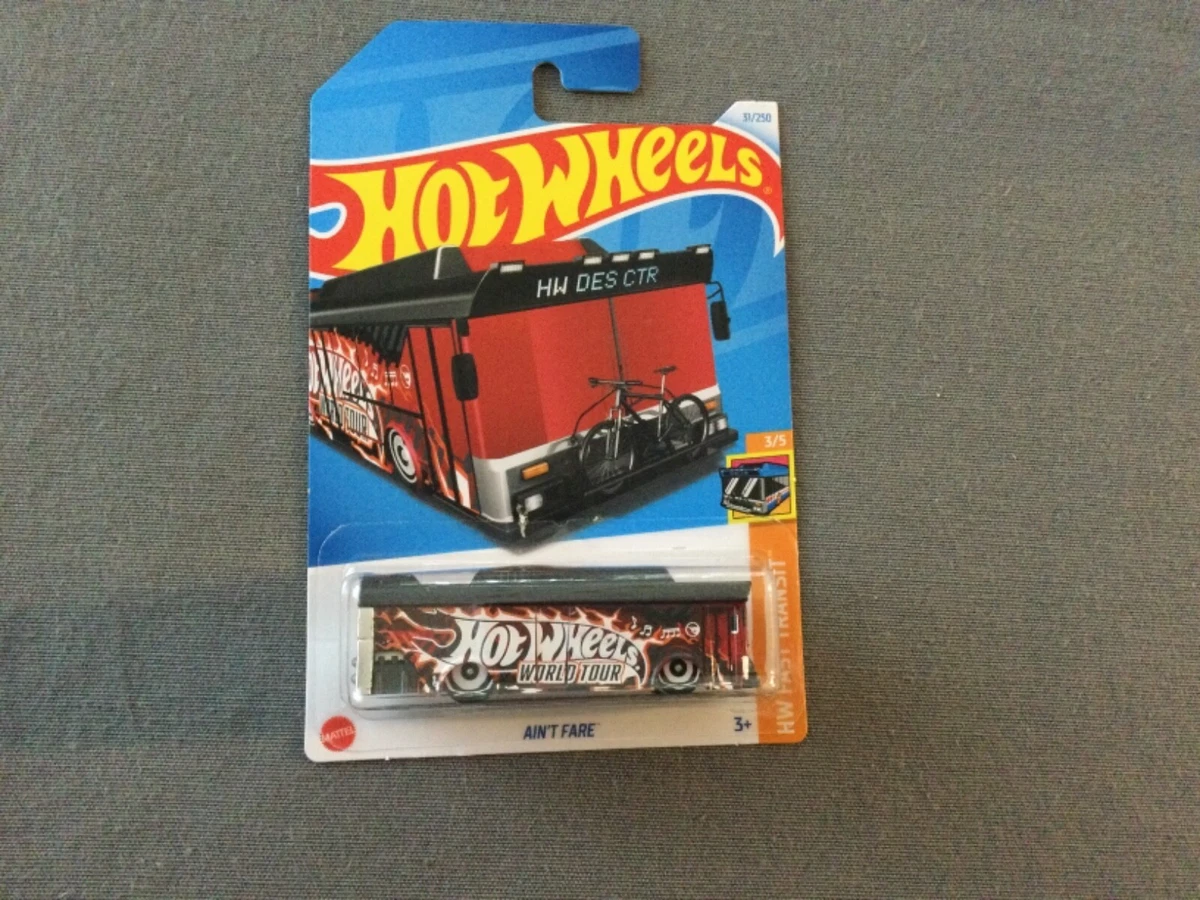 31/250
HOT WHEELS
HW DES CTR
3/5
HOT WHEELS
WORLD TOUR
HW FAST TRANSIT
MATTEL
AIN'T FARE™
3+